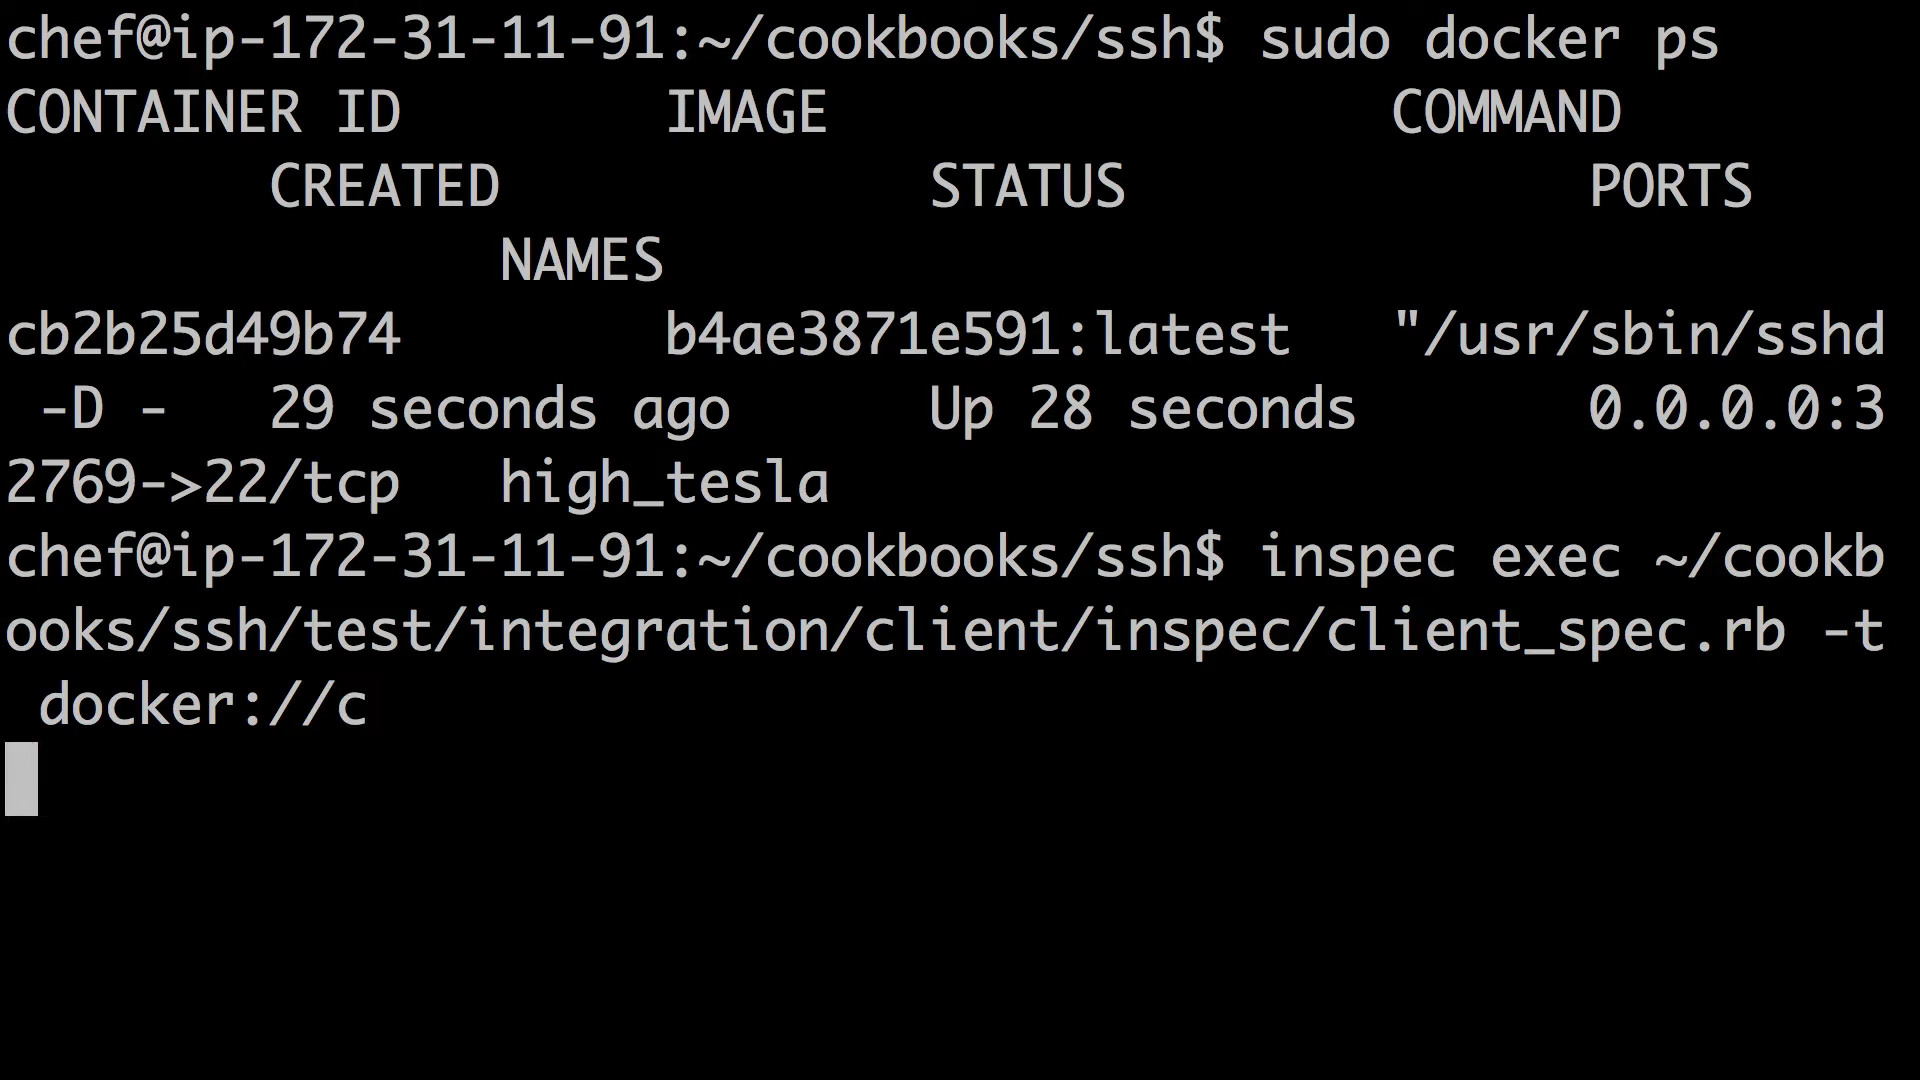 chef@ip-172-31-11-91:~/cookbooks/ssh$ sudo docker ps
CONTAINER ID        IMAGE                 COMMAND
        CREATED             STATUS              PORTS
               NAMES
cb2b25d49b74        b4ae3871e591:latest   "/usr/sbin/sshd
 -D -   29 seconds ago      Up 28 seconds       0.0.0.0:3
2769->22/tcp   high_tesla
chef@ip-172-31-11-91:~/cookbooks/ssh$ inspec exec ~/cookb
ooks/ssh/test/integration/client/inspec/client_spec.rb -t
 docker://c